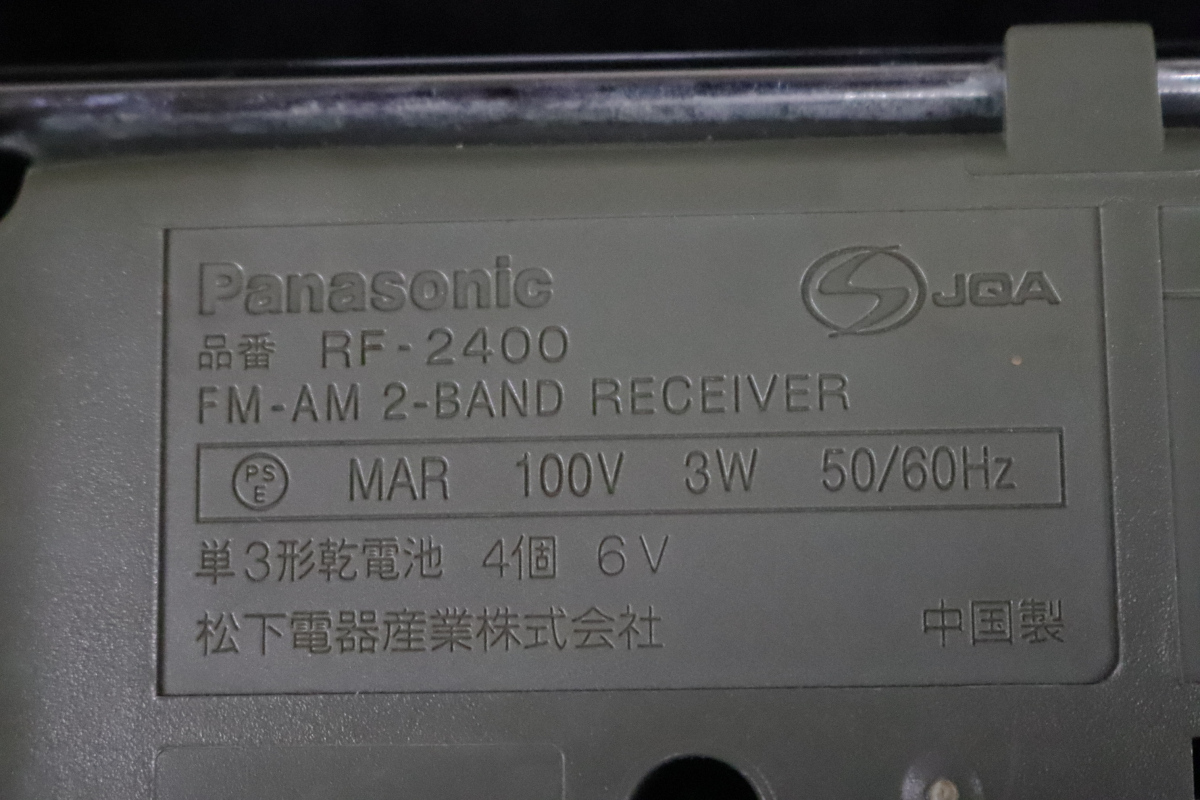 Panasonic
JQA
品番 RF-2400
FM-AM 2-BAND RECEIVER
PSE MAR 100V 3W 50/60Hz
単3形乾電池 4個 6V
松下電器産業株式会社 中国製